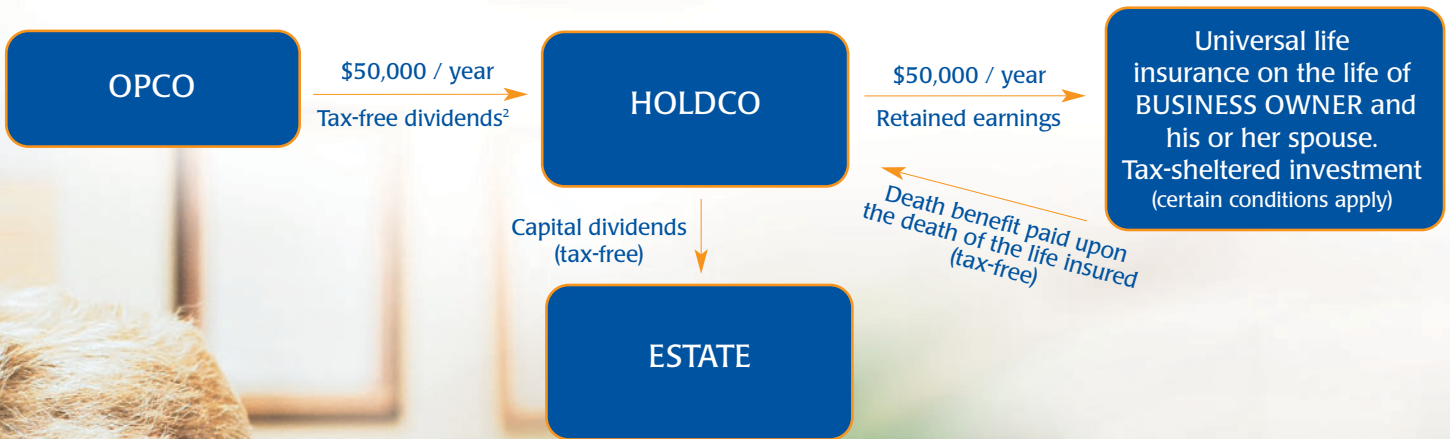 OPCO
$50,000 / year
Tax-free dividends²
HOLDCO
$50,000 / year
Retained earnings
Universal life
insurance on the life of
BUSINESS OWNER and
his or her spouse.
Tax-sheltered investment
(certain conditions apply)
Death benefit paid upon
the death of the life insured
(tax-free)
Capital dividends
(tax-free)
ESTATE